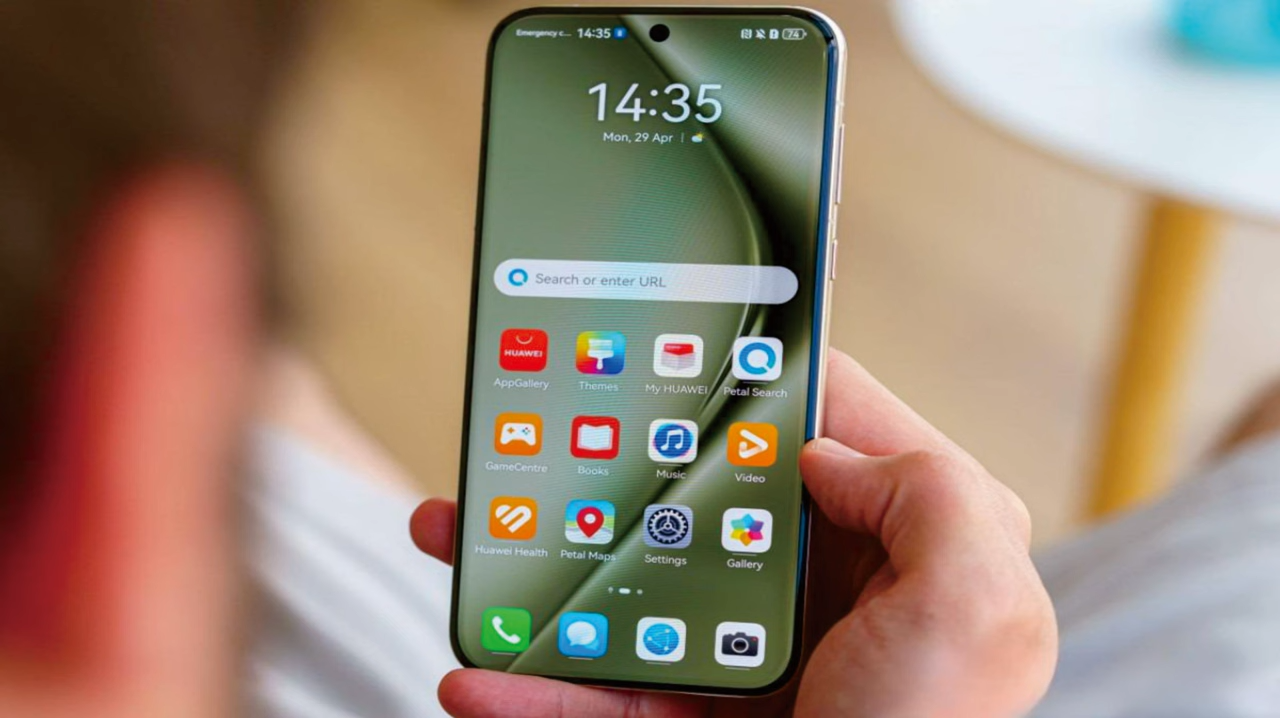 Emergency c... 14:35 74
14:35
Mon, 29 Apr
Search or enter URL
HUAWEI
AppGallery Themes My HUAWEI Petal Search
GameCentre Books Music Video
Huawei Health Petal Maps Settings Gallery